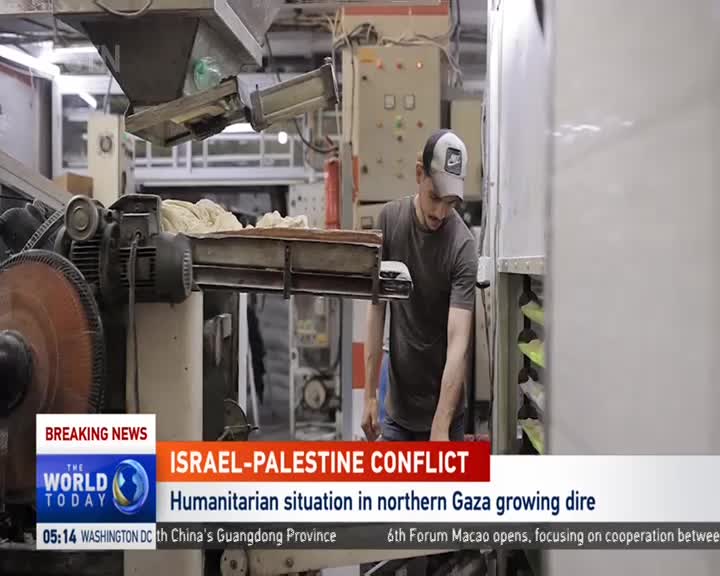 BREAKING NEWS
ISRAEL-PALESTINE CONFLICT
THE
WORLD
TODAY
Humanitarian situation in northern Gaza growing dire
05:14 WASHINGTON DC
th China's Guangdong Province 6th Forum Macao opens, focusing on cooperation betwee